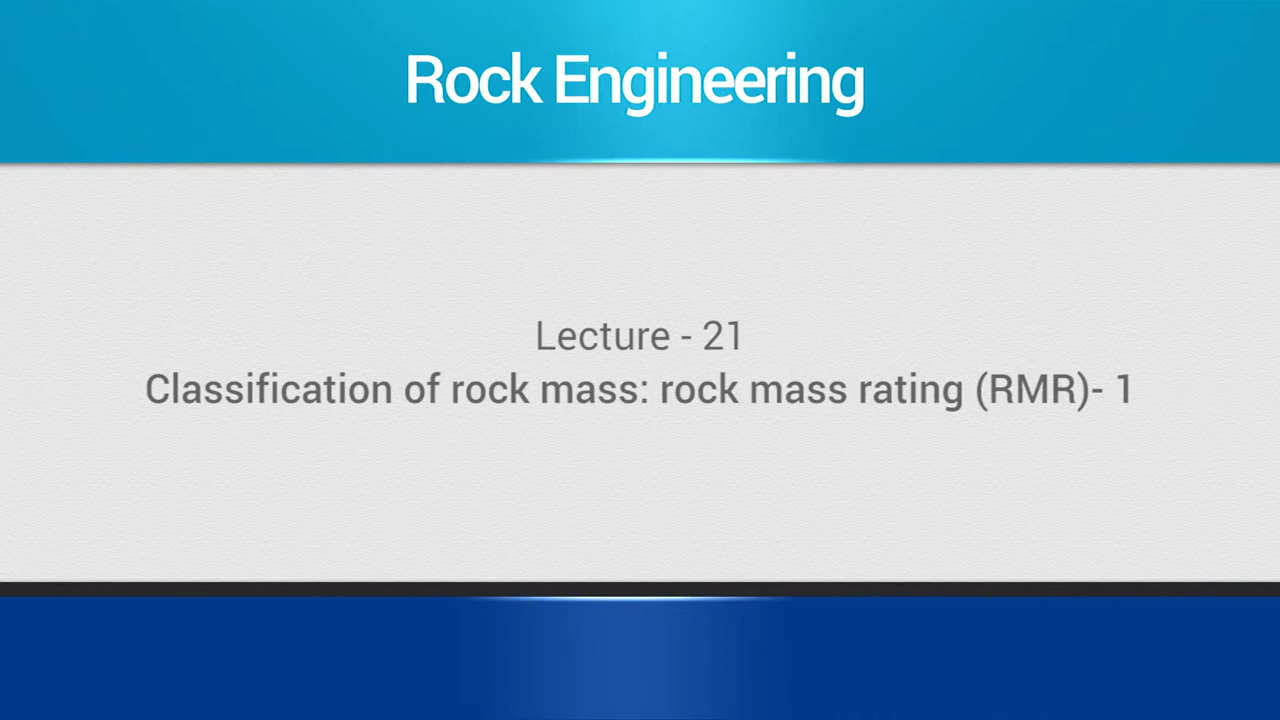 Rock Engineering
Lecture - 21
Classification of rock mass: rock mass rating (RMR)- 1